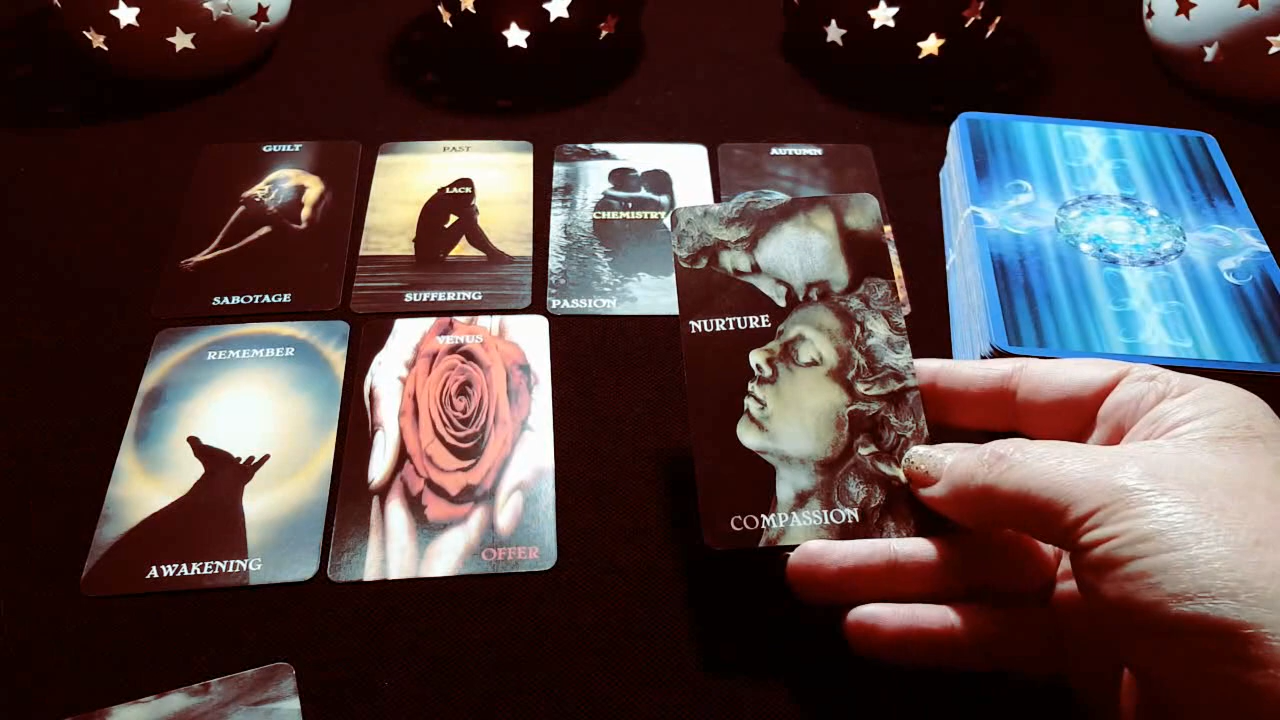 GUILT
SABOTAGE
PAST
LACK
SUFFERING
CHEMISTRY
PASSION
AUTUMN
REMEMBER
AWAKENING
VENUS
OFFER
NURTURE
COMPASSION